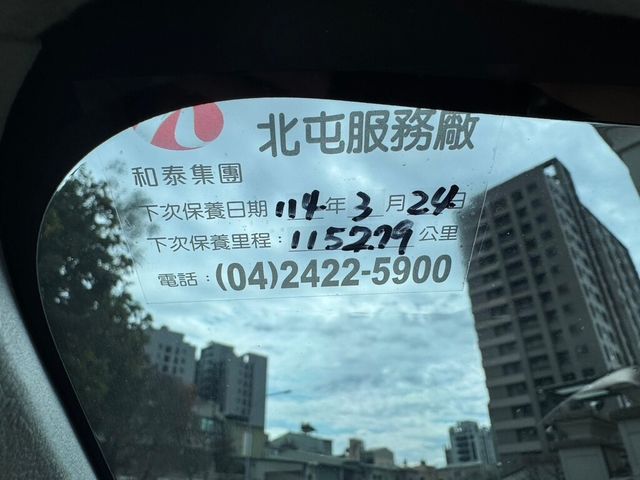 北屯服務廠
和泰集團
下次保養日期 114 年 3 月 24 日
下次保養里程：115279 公里
電話：(04)2422-5900